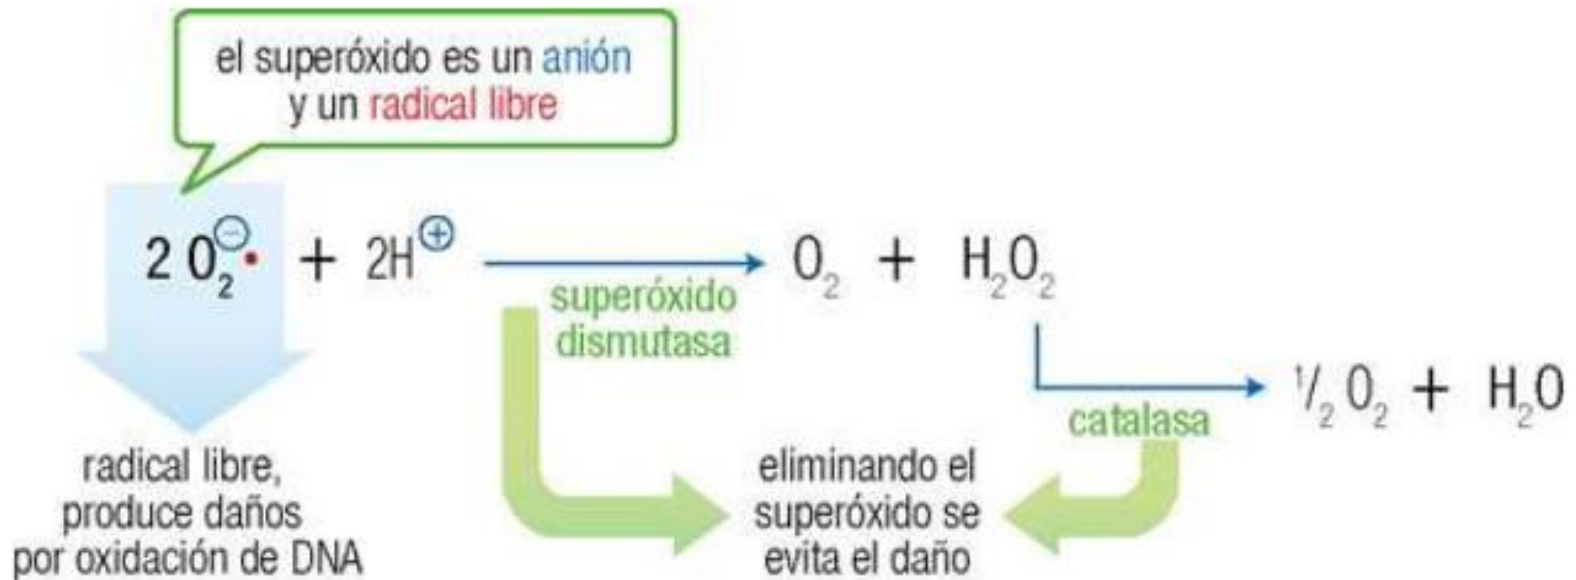 el superóxido es un anión
y un radical libre
2 O₂⊖• + 2H⊕ → O₂ + H₂O₂
superóxido
dismutasa
½ O₂ + H₂O
catalasa
radical libre,
produce daños
por oxidación de DNA
eliminando el
superóxido se
evita el daño